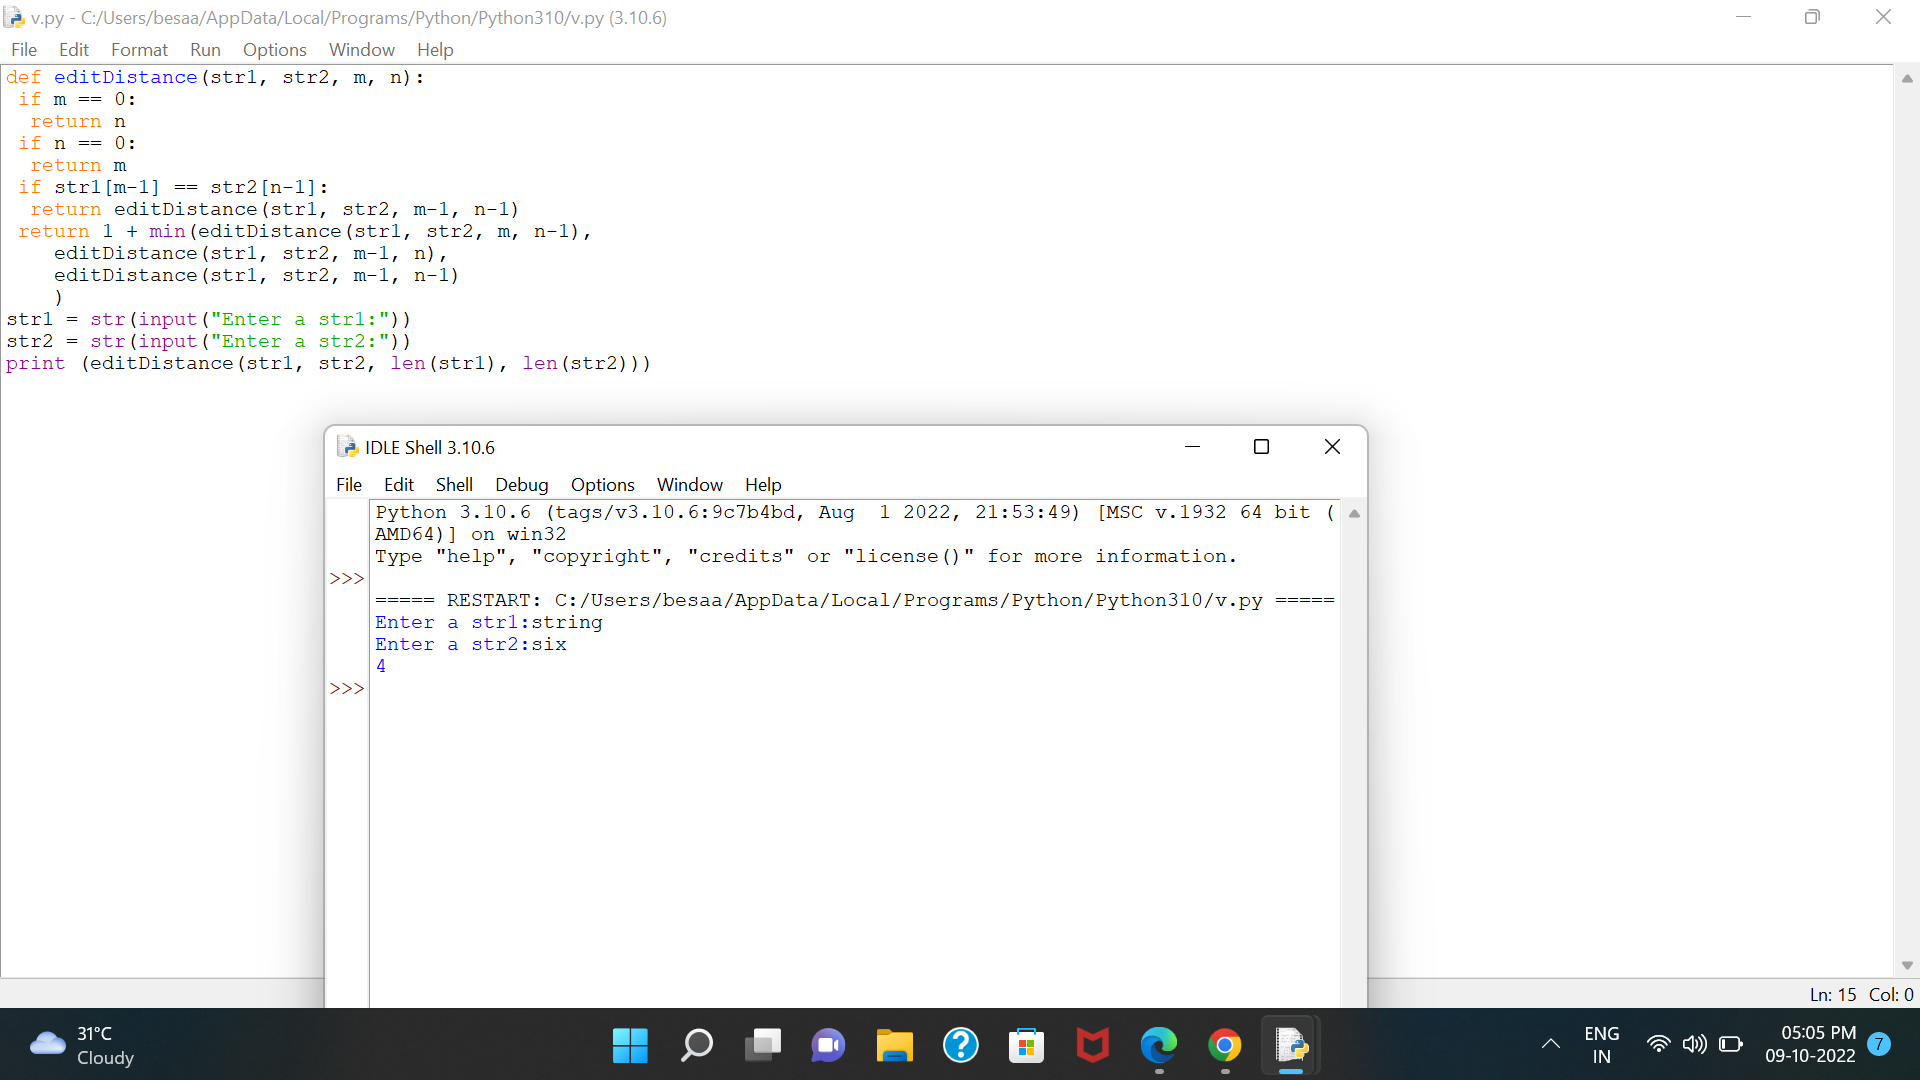 v.py - C:/Users/besaa/AppData/Local/Programs/Python/Python310/v.py (3.10.6)
File Edit Format Run Options Window Help
def editDistance(str1, str2, m, n):
 if m == 0:
  return n
 if n == 0:
  return m
 if str1[m-1] == str2[n-1]:
  return editDistance(str1, str2, m-1, n-1)
 return 1 + min(editDistance(str1, str2, m, n-1),
    editDistance(str1, str2, m-1, n),
    editDistance(str1, str2, m-1, n-1)
    )
str1 = str(input("Enter a str1:"))
str2 = str(input("Enter a str2:"))
print (editDistance(str1, str2, len(str1), len(str2)))
IDLE Shell 3.10.6
File Edit Shell Debug Options Window Help
Python 3.10.6 (tags/v3.10.6:9c7b4bd, Aug  1 2022, 21:53:49) [MSC v.1932 64 bit (
AMD64)] on win32
Type "help", "copyright", "credits" or "license()" for more information.
>>>
===== RESTART: C:/Users/besaa/AppData/Local/Programs/Python/Python310/v.py =====
Enter a str1:string
Enter a str2:six
4
>>>
Ln: 15 Col: 0
31°C
Cloudy
ENG
IN
05:05 PM
09-10-2022
7